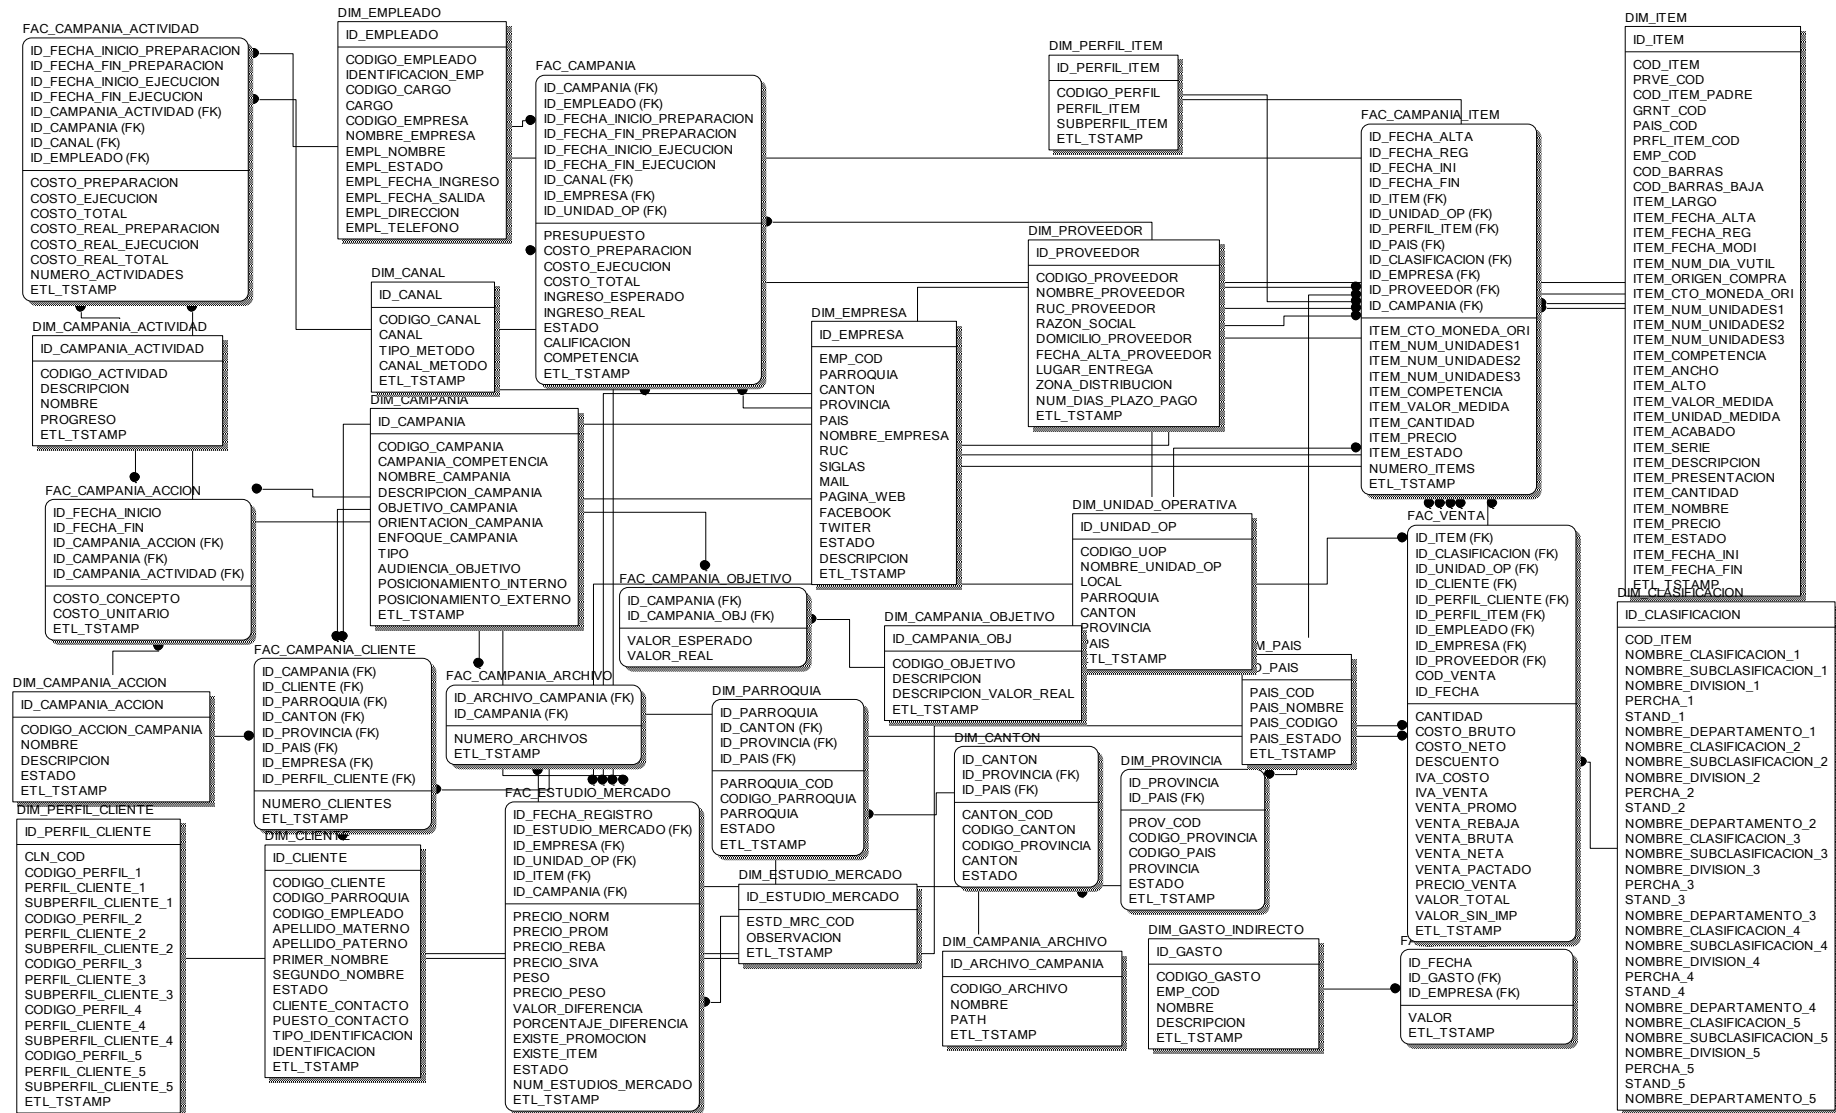 FAC_CAMPANIA_ACTIVIDAD
ID_FECHA_INICIO_PREPARACION
ID_FECHA_FIN_PREPARACION
ID_FECHA_INICIO_EJECUCION
ID_FECHA_FIN_EJECUCION
ID_CAMPANIA_ACTIVIDAD (FK)
ID_CAMPANIA (FK)
ID_CANAL (FK)
ID_EMPLEADO (FK)
COSTO_PREPARACION
COSTO_EJECUCION
COSTO_TOTAL
COSTO_REAL_PREPARACION
COSTO_REAL_EJECUCION
COSTO_REAL_TOTAL
NUMERO_ACTIVIDADES
ETL_TSTAMP
DIM_EMPLEADO
ID_EMPLEADO
CODIGO_EMPLEADO
IDENTIFICACION_EMP
CODIGO_CARGO
CARGO
CODIGO_EMPRESA
NOMBRE_EMPRESA
EMPL_NOMBRE
EMPL_ESTADO
EMPL_FECHA_INGRESO
EMPL_FECHA_SALIDA
EMPL_DIRECCION
EMPL_TELEFONO
FAC_CAMPANIA
ID_CAMPANIA (FK)
ID_EMPLEADO (FK)
ID_FECHA_INICIO_PREPARACION
ID_FECHA_FIN_PREPARACION
ID_FECHA_INICIO_EJECUCION
ID_FECHA_FIN_EJECUCION
ID_CANAL (FK)
ID_EMPRESA (FK)
ID_UNIDAD_OP (FK)
PRESUPUESTO
COSTO_PREPARACION
COSTO_EJECUCION
COSTO_TOTAL
INGRESO_ESPERADO
INGRESO_REAL
ESTADO
CALIFICACION
COMPETENCIA
ETL_TSTAMP
DIM_PERFIL_ITEM
ID_PERFIL_ITEM
CODIGO_PERFIL
PERFIL_ITEM
SUBPERFIL_ITEM
ETL_TSTAMP
FAC_CAMPANIA_ITEM
ID_FECHA_ALTA
ID_FECHA_REG
ID_FECHA_INI
ID_FECHA_FIN
ID_ITEM (FK)
ID_UNIDAD_OP (FK)
ID_PERFIL_ITEM (FK)
ID_PAIS (FK)
ID_CLASIFICACION (FK)
ID_EMPRESA (FK)
ID_PROVEEDOR (FK)
ID_CAMPANIA (FK)
ITEM_CTO_MONEDA_ORI
ITEM_NUM_UNIDADES1
ITEM_NUM_UNIDADES2
ITEM_NUM_UNIDADES3
ITEM_COMPETENCIA
ITEM_VALOR_MEDIDA
ITEM_CANTIDAD
ITEM_PRECIO
ITEM_ESTADO
NUMERO_ITEMS
ETL_TSTAMP
DIM_ITEM
ID_ITEM
COD_ITEM
PRVE_COD
COD_ITEM_PADRE
GRNT_COD
PAIS_COD
PRFL_ITEM_COD
EMP_COD
COD_BARRAS
COD_BARRAS_BAJA
ITEM_LARGO
ITEM_FECHA_ALTA
ITEM_FECHA_REG
ITEM_FECHA_MODI
ITEM_NUM_DIA_VUTIL
ITEM_ORIGEN_COMPRA
ITEM_CTO_MONEDA_ORI
ITEM_NUM_UNIDADES1
ITEM_NUM_UNIDADES2
ITEM_NUM_UNIDADES3
ITEM_COMPETENCIA
ITEM_ANCHO
ITEM_ALTO
ITEM_VALOR_MEDIDA
ITEM_UNIDAD_MEDIDA
ITEM_ACABADO
ITEM_SERIE
ITEM_DESCRIPCION
ITEM_PRESENTACION
ITEM_CANTIDAD
ITEM_NOMBRE
ITEM_PRECIO
ITEM_ESTADO
ITEM_FECHA_INI
ITEM_FECHA_FIN
ETL_TSTAMP
DIM_PROVEEDOR
ID_PROVEEDOR
CODIGO_PROVEEDOR
NOMBRE_PROVEEDOR
RUC_PROVEEDOR
RAZON_SOCIAL
DOMICILIO_PROVEEDOR
FECHA_ALTA_PROVEEDOR
LUGAR_ENTREGA
ZONA_DISTRIBUCION
NUM_DIAS_PLAZO_PAGO
ETL_TSTAMP
DIM_CANAL
ID_CANAL
CODIGO_CANAL
CANAL
TIPO_METODO
CANAL_METODO
ETL_TSTAMP
DIM_EMPRESA
ID_EMPRESA
EMP_COD
PARROQUIA
CANTON
PROVINCIA
PAIS
NOMBRE_EMPRESA
RUC
SIGLAS
MAIL
PAGINA_WEB
FACEBOOK
TWITER
ESTADO
DESCRIPCION
ETL_TSTAMP
DIM_CAMPANIA_ACTIVIDAD
ID_CAMPANIA_ACTIVIDAD
CODIGO_ACTIVIDAD
DESCRIPCION
NOMBRE
PROGRESO
ETL_TSTAMP
DIM_CAMPANIA
ID_CAMPANIA
CODIGO_CAMPANIA
CAMPANIA_COMPETENCIA
NOMBRE_CAMPANIA
DESCRIPCION_CAMPANIA
OBJETIVO_CAMPANIA
ORIENTACION_CAMPANIA
ENFOQUE_CAMPANIA
TIPO
AUDIENCIA_OBJETIVO
POSICIONAMIENTO_INTERNO
POSICIONAMIENTO_EXTERNO
ETL_TSTAMP
FAC_CAMPANIA_ACCION
ID_FECHA_INICIO
ID_FECHA_FIN
ID_CAMPANIA_ACCION (FK)
ID_CAMPANIA (FK)
ID_CAMPANIA_ACTIVIDAD (FK)
COSTO_CONCEPTO
COSTO_UNITARIO
ETL_TSTAMP
DIM_UNIDAD_OPERATIVA
ID_UNIDAD_OP
CODIGO_UOP
NOMBRE_UNIDAD_OP
LOCAL
PARROQUIA
CANTON
PROVINCIA
PAIS
ETL_TSTAMP
FAC_VENTA
ID_ITEM (FK)
ID_CLASIFICACION (FK)
ID_UNIDAD_OP (FK)
ID_CLIENTE (FK)
ID_PERFIL_CLIENTE (FK)
ID_PERFIL_ITEM (FK)
ID_EMPLEADO (FK)
ID_EMPRESA (FK)
ID_PROVEEDOR (FK)
COD_VENTA
ID_FECHA
CANTIDAD
COSTO_BRUTO
COSTO_NETO
DESCUENTO
IVA_COSTO
IVA_VENTA
VENTA_PROMO
VENTA_REBAJA
VENTA_BRUTA
VENTA_NETA
VENTA_PACTADO
PRECIO_VENTA
VALOR_TOTAL
VALOR_SIN_IMP
ETL_TSTAMP
FAC_CAMPANIA_OBJETIVO
ID_CAMPANIA (FK)
ID_CAMPANIA_OBJ (FK)
VALOR_ESPERADO
VALOR_REAL
DIM_CAMPANIA_OBJETIVO
ID_CAMPANIA_OBJ
CODIGO_OBJETIVO
DESCRIPCION
DESCRIPCION_VALOR_REAL
ETL_TSTAMP
M_PAIS
D_PAIS
PAIS_COD
PAIS_NOMBRE
PAIS_CODIGO
PAIS_ESTADO
ETL_TSTAMP
DIM_CLASIFICACION
ID_CLASIFICACION
COD_ITEM
NOMBRE_CLASIFICACION_1
NOMBRE_SUBCLASIFICACION_1
NOMBRE_DIVISION_1
PERCHA_1
STAND_1
NOMBRE_DEPARTAMENTO_1
NOMBRE_CLASIFICACION_2
NOMBRE_SUBCLASIFICACION_2
NOMBRE_DIVISION_2
PERCHA_2
STAND_2
NOMBRE_DEPARTAMENTO_2
NOMBRE_CLASIFICACION_3
NOMBRE_SUBCLASIFICACION_3
NOMBRE_DIVISION_3
PERCHA_3
STAND_3
NOMBRE_DEPARTAMENTO_3
NOMBRE_CLASIFICACION_4
NOMBRE_SUBCLASIFICACION_4
NOMBRE_DIVISION_4
PERCHA_4
STAND_4
NOMBRE_DEPARTAMENTO_4
NOMBRE_CLASIFICACION_5
NOMBRE_SUBCLASIFICACION_5
NOMBRE_DIVISION_5
PERCHA_5
STAND_5
NOMBRE_DEPARTAMENTO_5
FAC_CAMPANIA_CLIENTE
ID_CAMPANIA (FK)
ID_CLIENTE (FK)
ID_PARROQUIA (FK)
ID_CANTON (FK)
ID_PROVINCIA (FK)
ID_PAIS (FK)
ID_EMPRESA (FK)
ID_PERFIL_CLIENTE (FK)
NUMERO_CLIENTES
ETL_TSTAMP
FAC_CAMPANIA_ARCHIVO
ID_ARCHIVO_CAMPANIA (FK)
ID_CAMPANIA (FK)
NUMERO_ARCHIVOS
ETL_TSTAMP
DIM_CAMPANIA_ACCION
ID_CAMPANIA_ACCION
CODIGO_ACCION_CAMPANIA
NOMBRE
DESCRIPCION
ESTADO
ETL_TSTAMP
DIM_PARROQUIA
ID_PARROQUIA
ID_CANTON (FK)
ID_PROVINCIA (FK)
ID_PAIS (FK)
PARROQUIA_COD
CODIGO_PARROQUIA
PARROQUIA
ESTADO
ETL_TSTAMP
DIM_CANTON
ID_CANTON
ID_PROVINCIA (FK)
ID_PAIS (FK)
CANTON_COD
CODIGO_CANTON
CODIGO_PROVINCIA
CANTON
ESTADO
DIM_PROVINCIA
ID_PROVINCIA
ID_PAIS (FK)
PROV_COD
CODIGO_PROVINCIA
CODIGO_PAIS
PROVINCIA
ESTADO
ETL_TSTAMP
DIM_PERFIL_CLIENTE
ID_PERFIL_CLIENTE
CLN_COD
CODIGO_PERFIL_1
PERFIL_CLIENTE_1
SUBPERFIL_CLIENTE_1
CODIGO_PERFIL_2
PERFIL_CLIENTE_2
SUBPERFIL_CLIENTE_2
CODIGO_PERFIL_3
PERFIL_CLIENTE_3
SUBPERFIL_CLIENTE_3
CODIGO_PERFIL_4
PERFIL_CLIENTE_4
SUBPERFIL_CLIENTE_4
CODIGO_PERFIL_5
PERFIL_CLIENTE_5
SUBPERFIL_CLIENTE_5
ETL_TSTAMP
DIM_CLIENTE
ID_CLIENTE
CODIGO_CLIENTE
CODIGO_PARROQUIA
CODIGO_EMPLEADO
APELLIDO_MATERNO
APELLIDO_PATERNO
PRIMER_NOMBRE
SEGUNDO_NOMBRE
ESTADO
CLIENTE_CONTACTO
PUESTO_CONTACTO
TIPO_IDENTIFICACION
IDENTIFICACION
ETL_TSTAMP
FAC_ESTUDIO_MERCADO
ID_FECHA_REGISTRO
ID_ESTUDIO_MERCADO (FK)
ID_EMPRESA (FK)
ID_UNIDAD_OP (FK)
ID_ITEM (FK)
ID_CAMPANIA (FK)
PRECIO_NORM
PRECIO_PROM
PRECIO_REBA
PRECIO_SIVA
PESO
PRECIO_PESO
VALOR_DIFERENCIA
PORCENTAJE_DIFERENCIA
EXISTE_PROMOCION
EXISTE_ITEM
ESTADO
NUM_ESTUDIOS_MERCADO
ETL_TSTAMP
DIM_ESTUDIO_MERCADO
ID_ESTUDIO_MERCADO
ESTD_MRC_COD
OBSERVACION
ETL_TSTAMP
DIM_CAMPANIA_ARCHIVO
ID_ARCHIVO_CAMPANIA
CODIGO_ARCHIVO
NOMBRE
PATH
ETL_TSTAMP
DIM_GASTO_INDIRECTO
ID_GASTO
CODIGO_GASTO
EMP_COD
NOMBRE
DESCRIPCION
ETL_TSTAMP
ID_FECHA
ID_GASTO (FK)
ID_EMPRESA (FK)
VALOR
ETL_TSTAMP